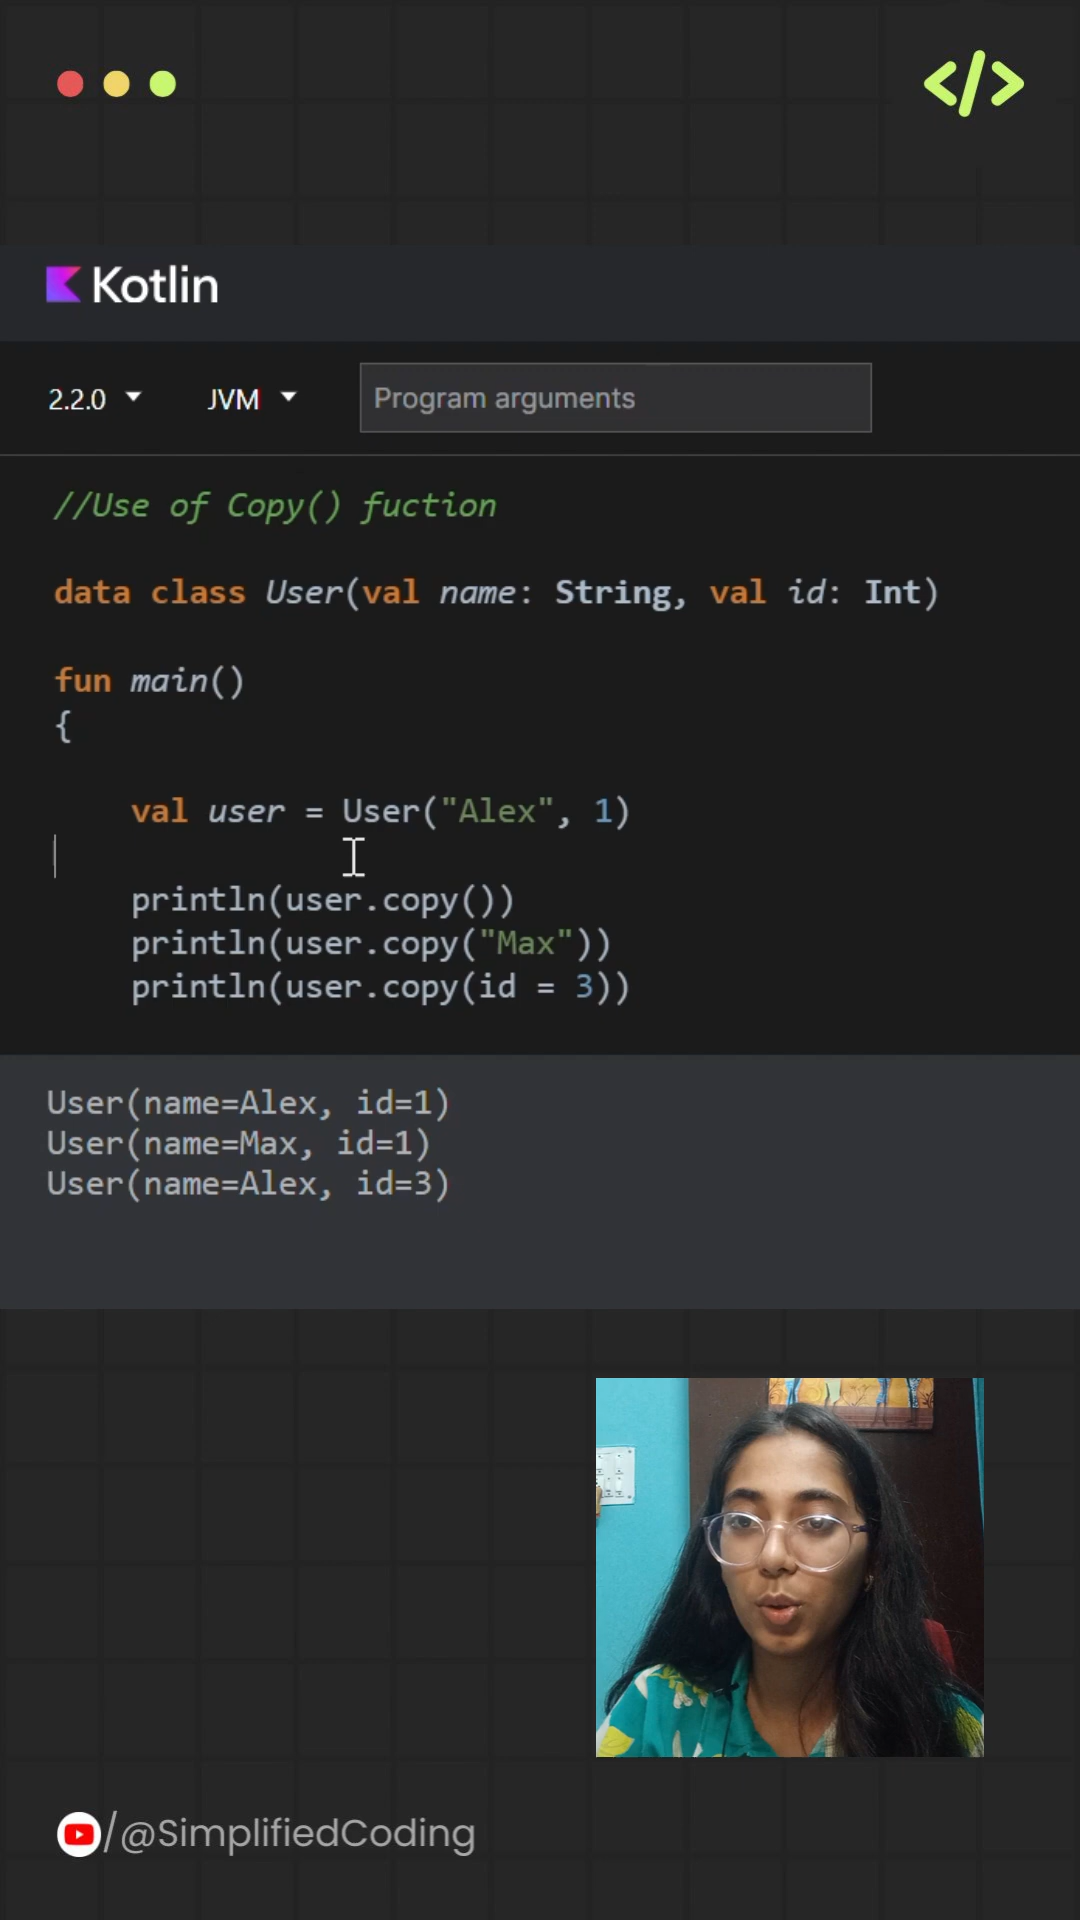 </>
Kotlin
2.2.0 JVM Program arguments
//Use of Copy() fuction
data class User(val name: String, val id: Int)
fun main()
{
val user = User("Alex", 1)
println(user.copy())
println(user.copy("Max"))
println(user.copy(id = 3))
User(name=Alex, id=1)
User(name=Max, id=1)
User(name=Alex, id=3)
/@SimplifiedCoding